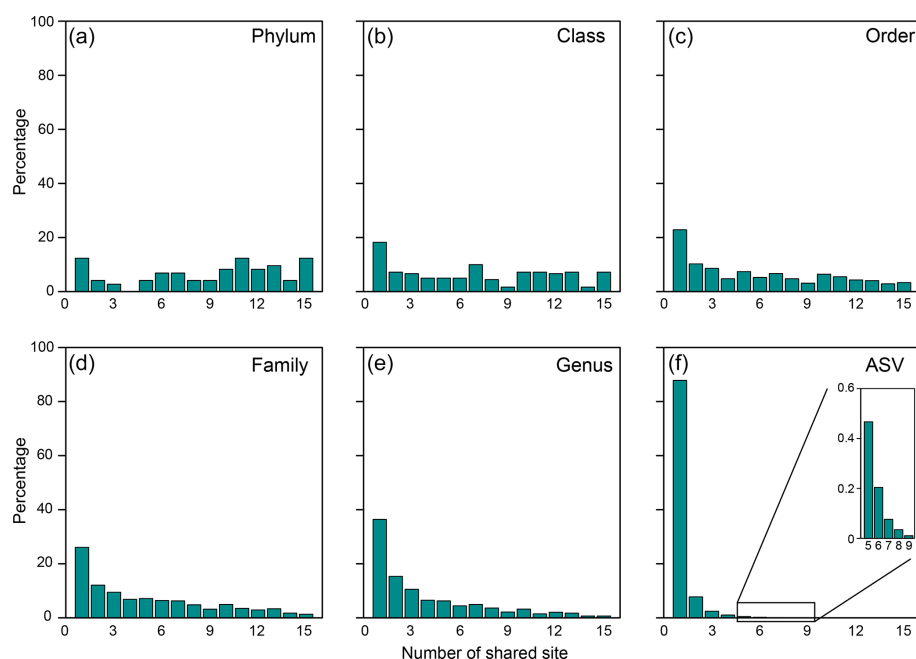 100
80
60
40
20
0
Percentage
(a)
Phylum
0 3 6 9 12 15
(b)
Class
0 3 6 9 12 15
(c)
Order
0 3 6 9 12 15
100
80
60
40
20
0
Percentage
(d)
Family
0 3 6 9 12 15
(e)
Genus
0 3 6 9 12 15
(f)
ASV
0.6
0.4
0.2
0
5 6 7 8 9
0 3 6 9 12 15
Number of shared site